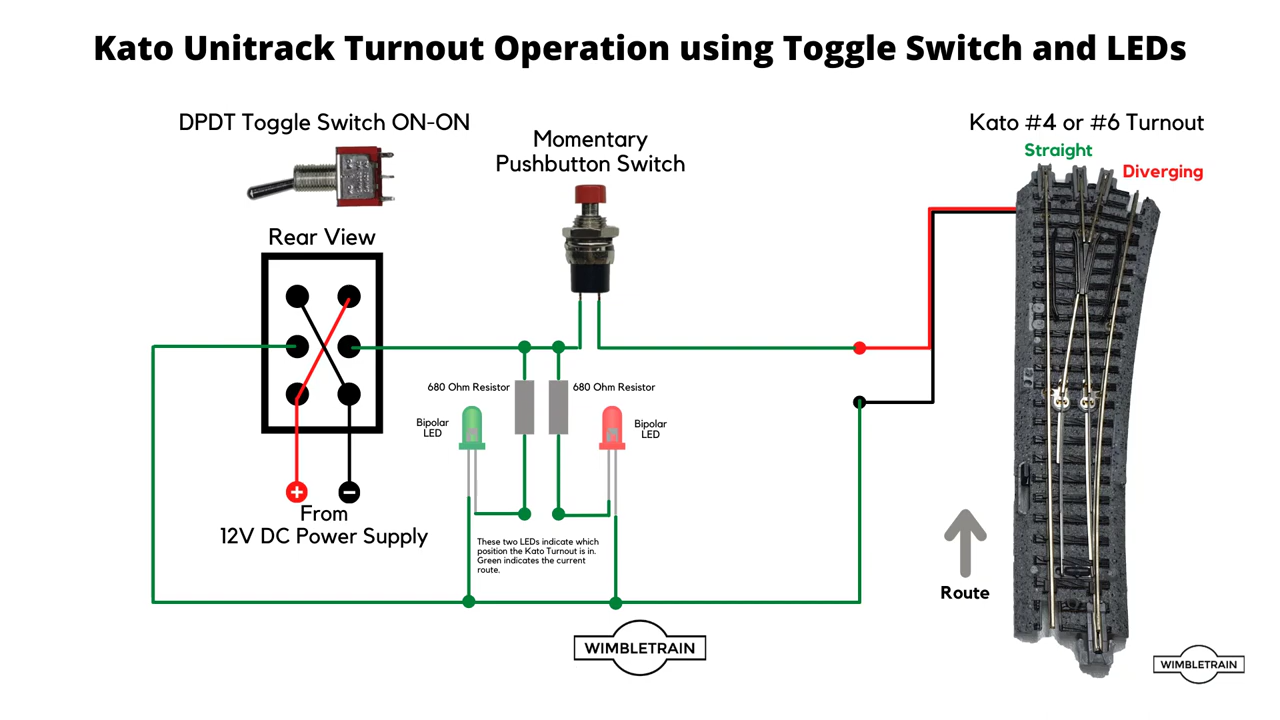 Kato Unitrack Turnout Operation using Toggle Switch and LEDs
DPDT Toggle Switch ON-ON
Momentary
Pushbutton Switch
Kato #4 or #6 Turnout
Straight
Diverging
Rear View
680 Ohm Resistor
680 Ohm Resistor
Bipolar
LED
Bipolar
LED
+
−
From
12V DC Power Supply
These two LEDs indicate which
position the Kato Turnout is in.
Green indicates the current
route.
Route
WIMBLETRAIN
WIMBLETRAIN